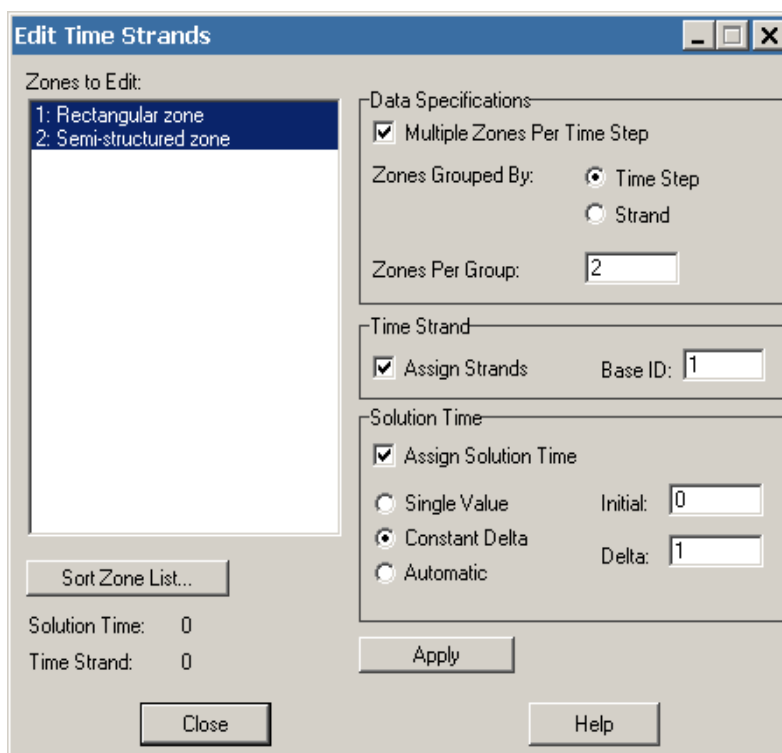 Edit Time Strands
Zones to Edit:
1: Rectangular zone
2: Semi-structured zone
Sort Zone List...
Solution Time: 0
Time Strand: 0
Data Specifications
Multiple Zones Per Time Step
Zones Grouped By: Time Step
Strand
Zones Per Group: 2
Time Strand
Assign Strands Base ID: 1
Solution Time
Assign Solution Time
Single Value Initial: 0
Constant Delta
Delta: 1
Automatic
Apply
Close Help